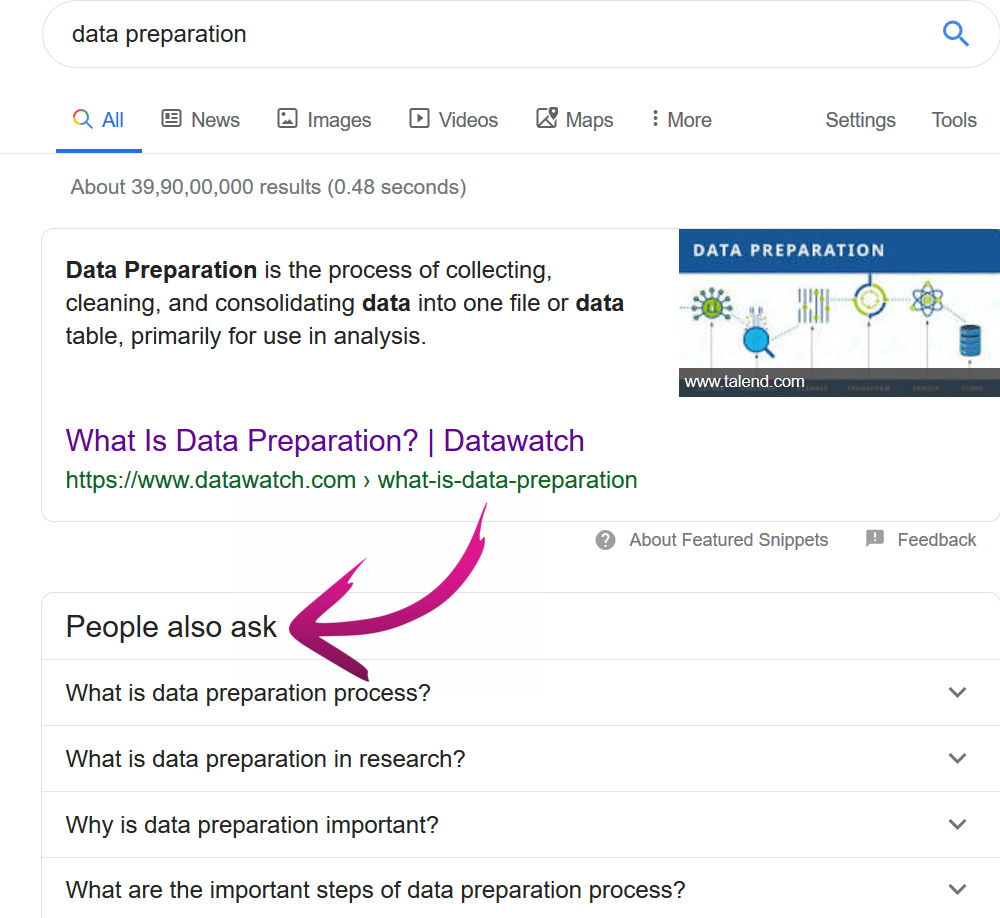 data preparation
All News Images Videos Maps More Settings Tools
About 39,90,00,000 results (0.48 seconds)
Data Preparation is the process of collecting,
cleaning, and consolidating data into one file or data
table, primarily for use in analysis.
DATA PREPARATION
www.talend.com
TRANSFORM ENRICH STORE
What Is Data Preparation? | Datawatch
https://www.datawatch.com › what-is-data-preparation
About Featured Snippets Feedback
People also ask
What is data preparation process?
What is data preparation in research?
Why is data preparation important?
What are the important steps of data preparation process?